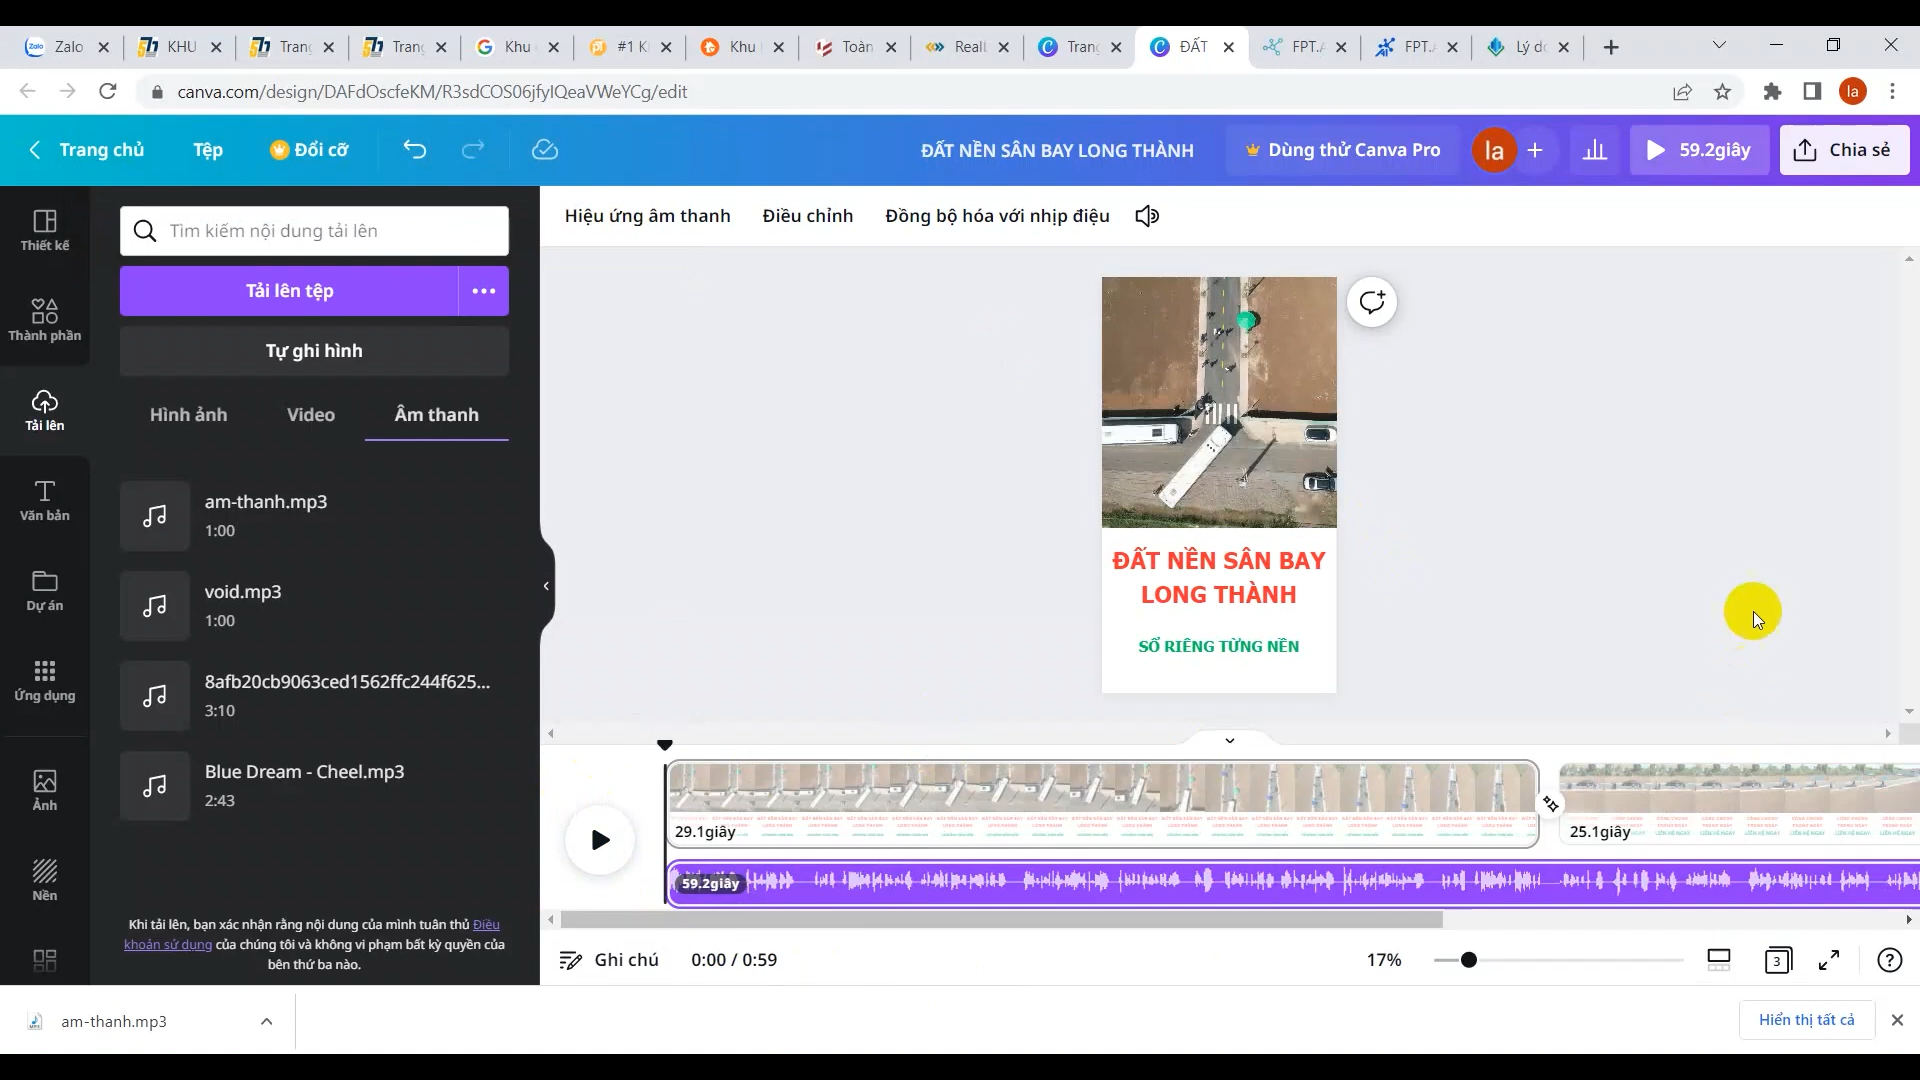 Zalo
KHU
Trang
Trang
Khu
#1 K
Khu
Toàn
Reall
Trang
ĐẤT
FPT.
FPT.
Lý do
canva.com/design/DAFdOscfeKM/R3sdCOS06jfylQeaVWeYCg/edit
la
Trang chủ
Tệp
Đổi cỡ
ĐẤT NỀN SÂN BAY LONG THÀNH
Dùng thử Canva Pro
la
59.2giây
Chia sẻ
Thiết kế
Thành phần
Tải lên
Văn bản
Dự án
Ứng dụng
Ảnh
Nền
Tìm kiếm nội dung tải lên
Tải lên tệp
Tự ghi hình
Hình ảnh
Video
Âm thanh
am-thanh.mp3
1:00
void.mp3
1:00
8afb20cb9063ced1562ffc244f625...
3:10
Blue Dream - Cheel.mp3
2:43
Khi tải lên, bạn xác nhận rằng nội dung của mình tuân thủ Điều
khoản sử dụng của chúng tôi và không vi phạm bất kỳ quyền của
bên thứ ba nào.
Hiệu ứng âm thanh
Điều chỉnh
Đồng bộ hóa với nhịp điệu
ĐẤT NỀN SÂN BAY
LONG THÀNH
SỔ RIÊNG TỪNG NỀN
29.1giây
25.1giây
59.2giây
Ghi chú
0:00 / 0:59
17%
3
am-thanh.mp3
Hiển thị tất cả